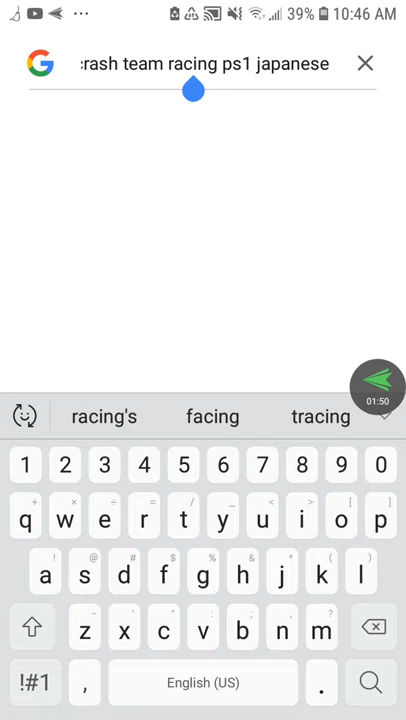 39% 10:46 AM
rash team racing ps1 japanese
01:50
racing's facing tracing
1 2 3 4 5 6 7 8 9 0
+ × ÷ = / _ < > [ ]
q w e r t y u i o p
! @ # $ % ^ & * ( )
a s d f g h j k l
- ' " : ; , ?
z x c v b n m
!#1 , English (US) .